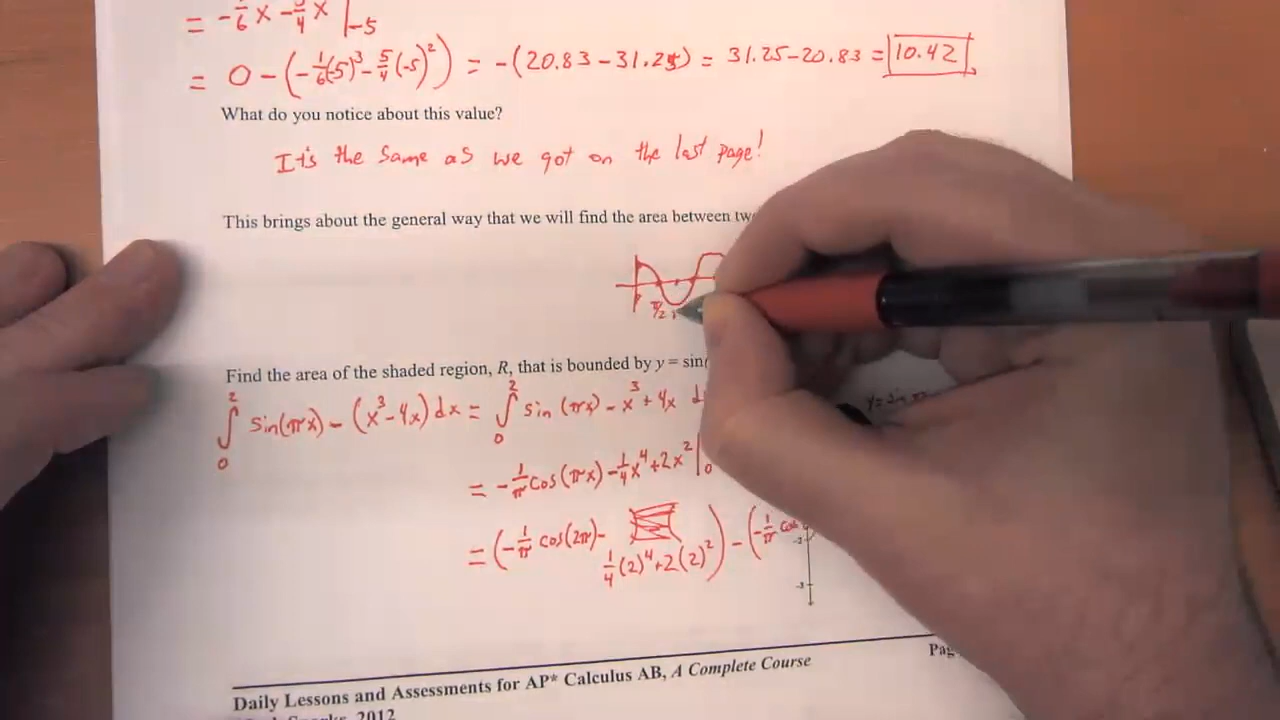 = -1/6 x -5/4 x |-5
= 0 - (-1/6(-5)³ - 5/4(-5)²) = -(20.83 - 31.25) = 31.25 - 20.83 = 10.42
What do you notice about this value?
It's the same as we got on the last page!
This brings about the general way that we will find the area between
π/2
Find the area of the shaded region, R, that is bounded by y = sin(
∫₀² sin(πx) - (x³ - 4x) dx = ∫₀² sin(πx) - x³ + 4x
= -1/π cos(πx) - 1/4 x⁴ + 2x² |₀
= (-1/π cos(2π) - 1/4 (2)⁴ + 2(2)²) - (-1/π cos
-3
Daily Lessons and Assessments for AP* Calculus AB, A Complete Course
2012